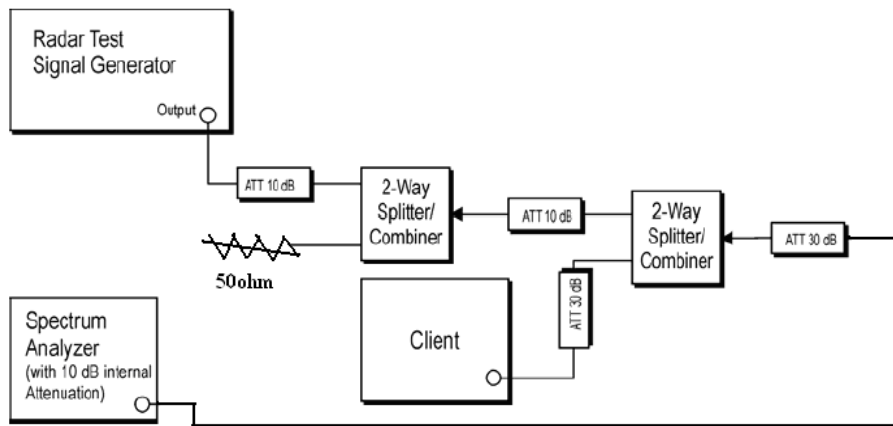 Radar Test
Signal Generator
Output
ATT 10 dB
2-Way
Splitter/
Combiner
ATT 10 dB
2-Way
Splitter/
Combiner
ATT 30 dB
50ohm
ATT 30 dB
Client
Spectrum
Analyzer
(with 10 dB internal
Attenuation)